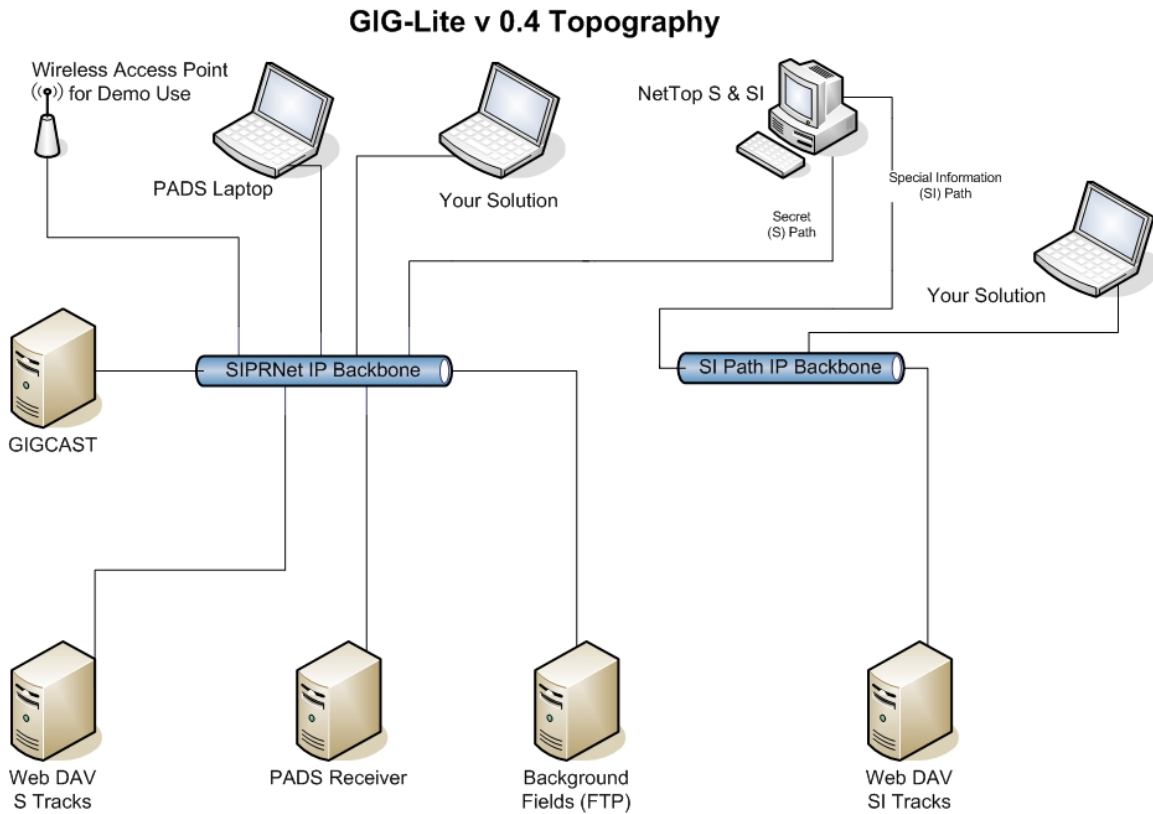 GIG-Lite v 0.4 Topography
Wireless Access Point
for Demo Use
PADS Laptop
Your Solution
NetTop S & SI
Special Information
(SI) Path
Secret
(S) Path
Your Solution
SIPRNet IP Backbone
SI Path IP Backbone
GIGCAST
Web DAV
S Tracks
PADS Receiver
Background
Fields (FTP)
Web DAV
SI Tracks